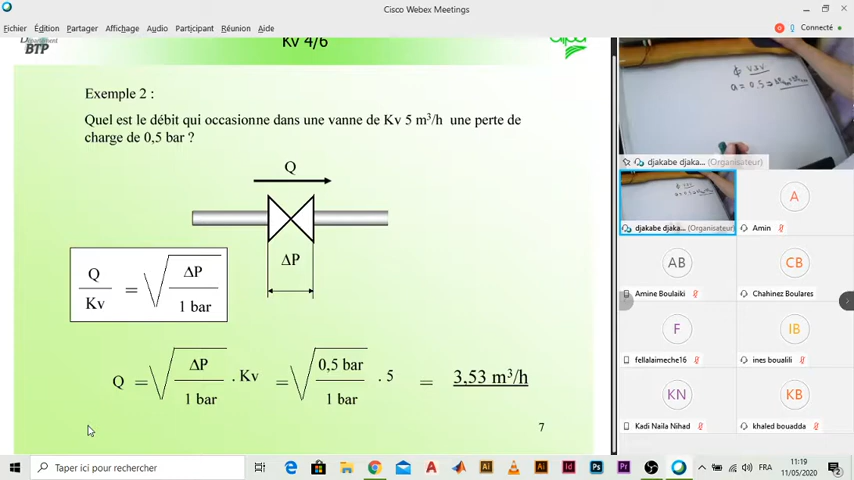 Cisco Webex Meetings
Fichier Édition Partager Affichage Audio Participant Réunion Aide
Connecté
Département
BTP
Kv 4/6
Exemple 2 :
Quel est le débit qui occasionne dans une vanne de Kv 5 m³/h une perte de
charge de 0,5 bar ?
Q
ΔP
Q / Kv = √(ΔP / 1 bar)
Q = √(ΔP / 1 bar) . Kv = √(0,5 bar / 1 bar) . 5 = 3,53 m³/h
7
djakabe djaka... (Organisateur)
djakabe djaka... (Organisateur)
A
Amin
AB
Amine Boulaiki
CB
Chahinez Boulares
F
fellalaimeche16
IB
ines boualili
KN
Kadi Naila Nihad
KB
khaled bouadda
Taper ici pour rechercher
FRA
11:19
11/05/2020
2